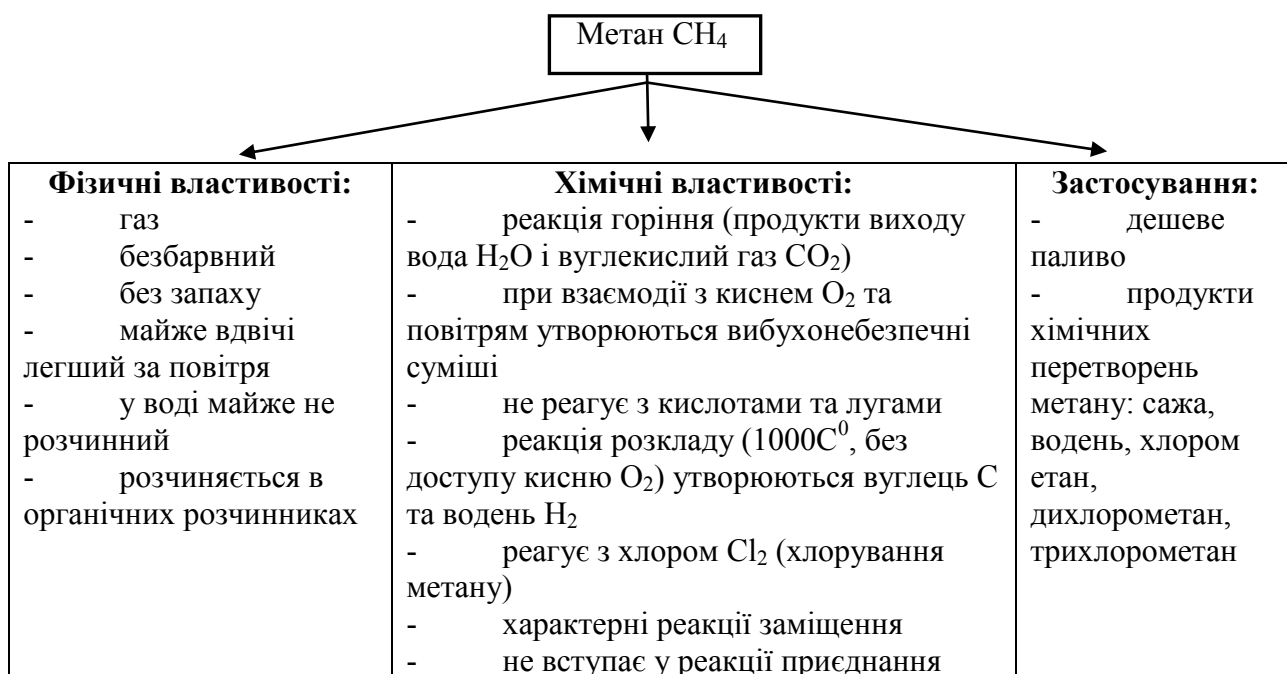 Метан CH₄
Фізичні властивості:
- газ
- безбарвний
- без запаху
- майже вдвічі
легший за повітря
- у воді майже не
розчинний
- розчиняється в
органічних розчинниках
Хімічні властивості:
- реакція горіння (продукти виходу
вода H₂O і вуглекислий газ CO₂)
- при взаємодії з киснем O₂ та
повітрям утворюються вибухонебезпечні
суміші
- не реагує з кислотами та лугами
- реакція розкладу (1000C⁰, без
доступу кисню O₂) утворюються вуглець C
та водень H₂
- реагує з хлором Cl₂ (хлорування
метану)
- характерні реакції заміщення
- не вступає у реакції приєднання
Застосування:
- дешеве
паливо
- продукти
хімічних
перетворень
метану: сажа,
водень, хлором
етан,
дихлорометан,
трихлорометан